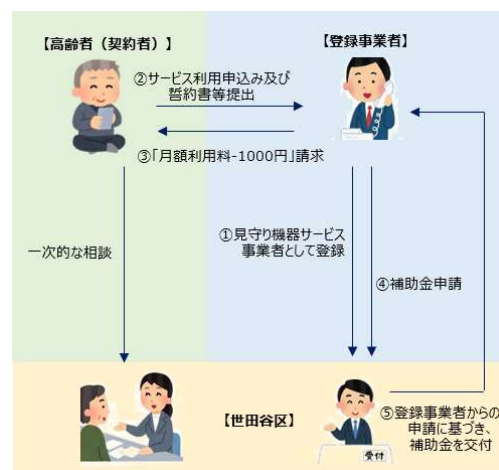 【高齢者（契約者）】
【登録事業者】
②サービス利用申込み及び
誓約書等提出
③「月額利用料-1000円」請求
一次的な相談
①見守り機器サービス
事業者として登録
④補助金申請
【世田谷区】
⑤登録事業者からの
申請に基づき、
補助金を交付
受付